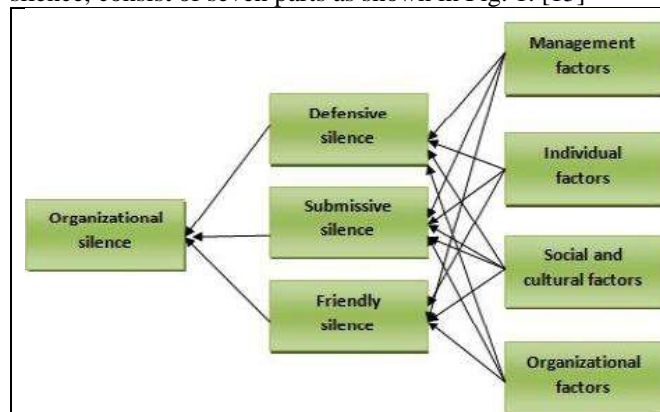 silence, consist of seven parts as shown in Fig. 1. [15]
Management
factors
Defensive
silence
Individual
factors
Organizational
silence
Submissive
silence
Social and
cultural factors
Friendly
silence
Organizational
factors